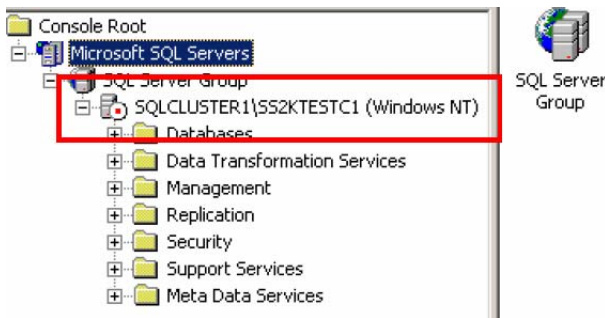 Console Root
Microsoft SQL Servers
SQL Server Group
SQLCLUSTER1\SS2KTESTC1 (Windows NT)
Databases
Data Transformation Services
Management
Replication
Security
Support Services
Meta Data Services
SQL Server
Group